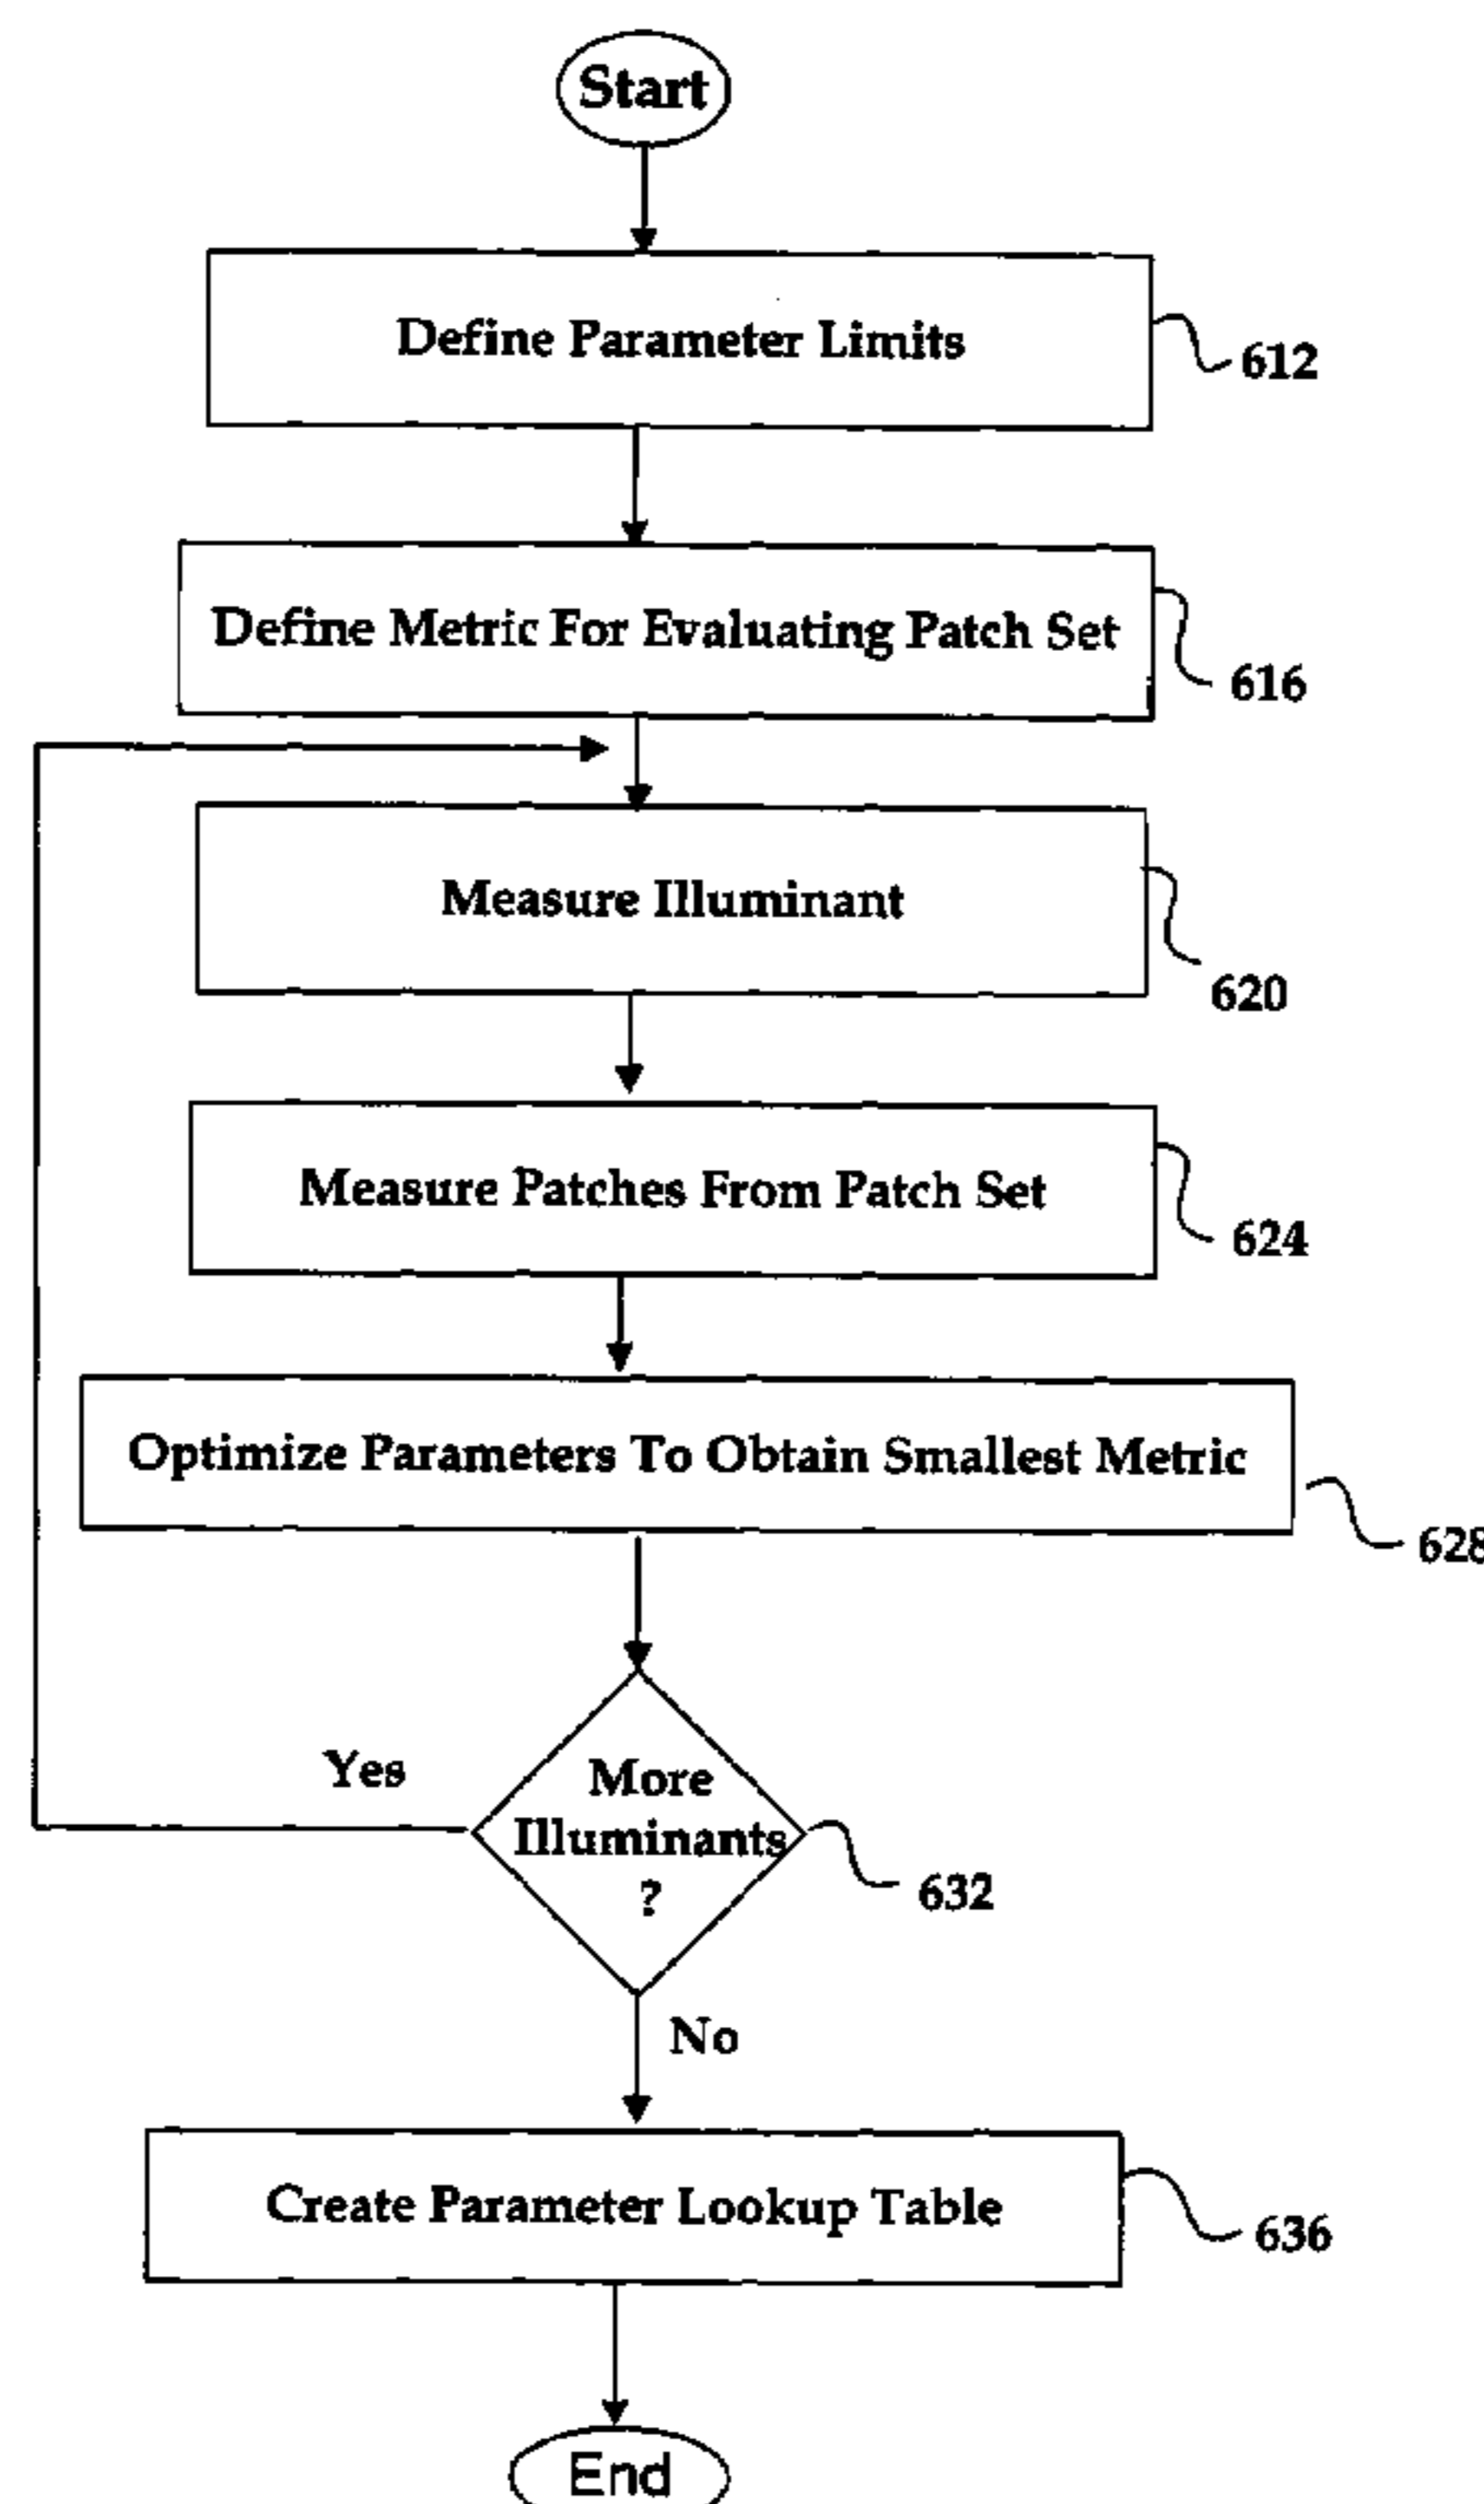 Start
Define Parameter Limits
612
Define Metric For Evaluating Patch Set
616
Measure Illuminant
620
Measure Patches From Patch Set
624
Optimize Parameters To Obtain Smallest Metric
628
Yes
More
Illuminants
?
632
No
Create Parameter Lookup Table
636
End